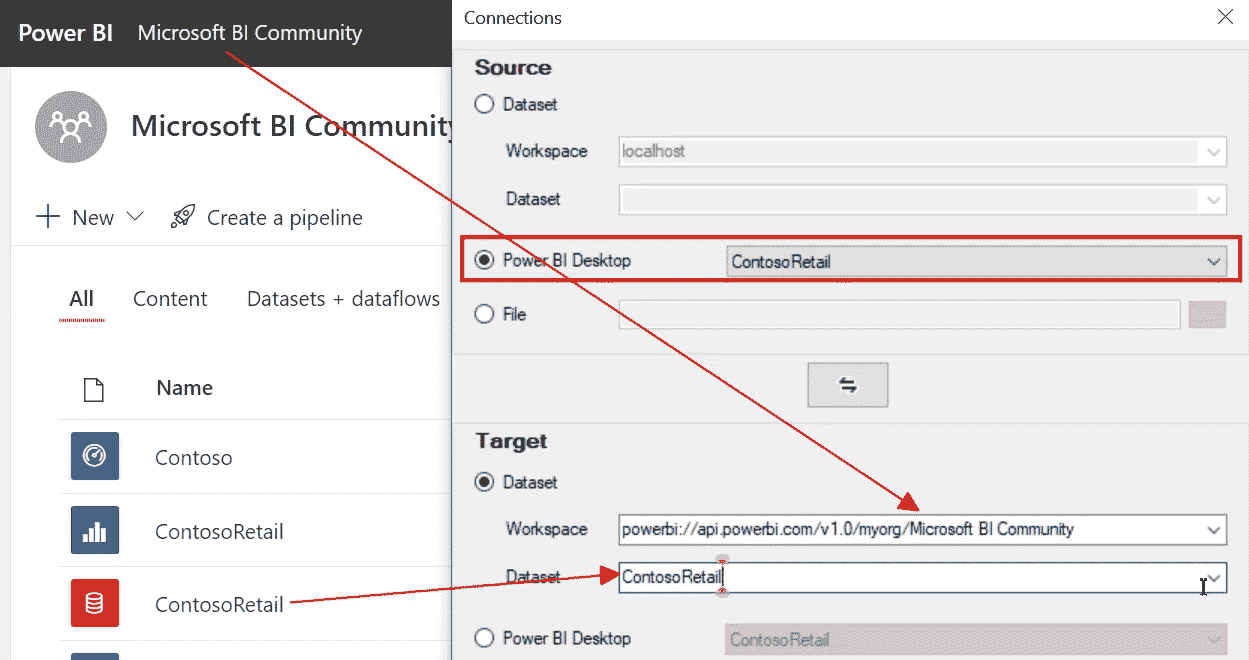 Power BI Microsoft BI Community
Microsoft BI Community
New
Create a pipeline
All
Content
Datasets + dataflows
Name
Contoso
ContosoRetail
ContosoRetail
Connections
Source
Dataset
Workspace localhost
Dataset
Power BI Desktop ContosoRetail
File
...
Target
Dataset
Workspace powerbi://api.powerbi.com/v1.0/myorg/Microsoft BI Community
Dataset ContosoRetail
Power BI Desktop ContosoRetail